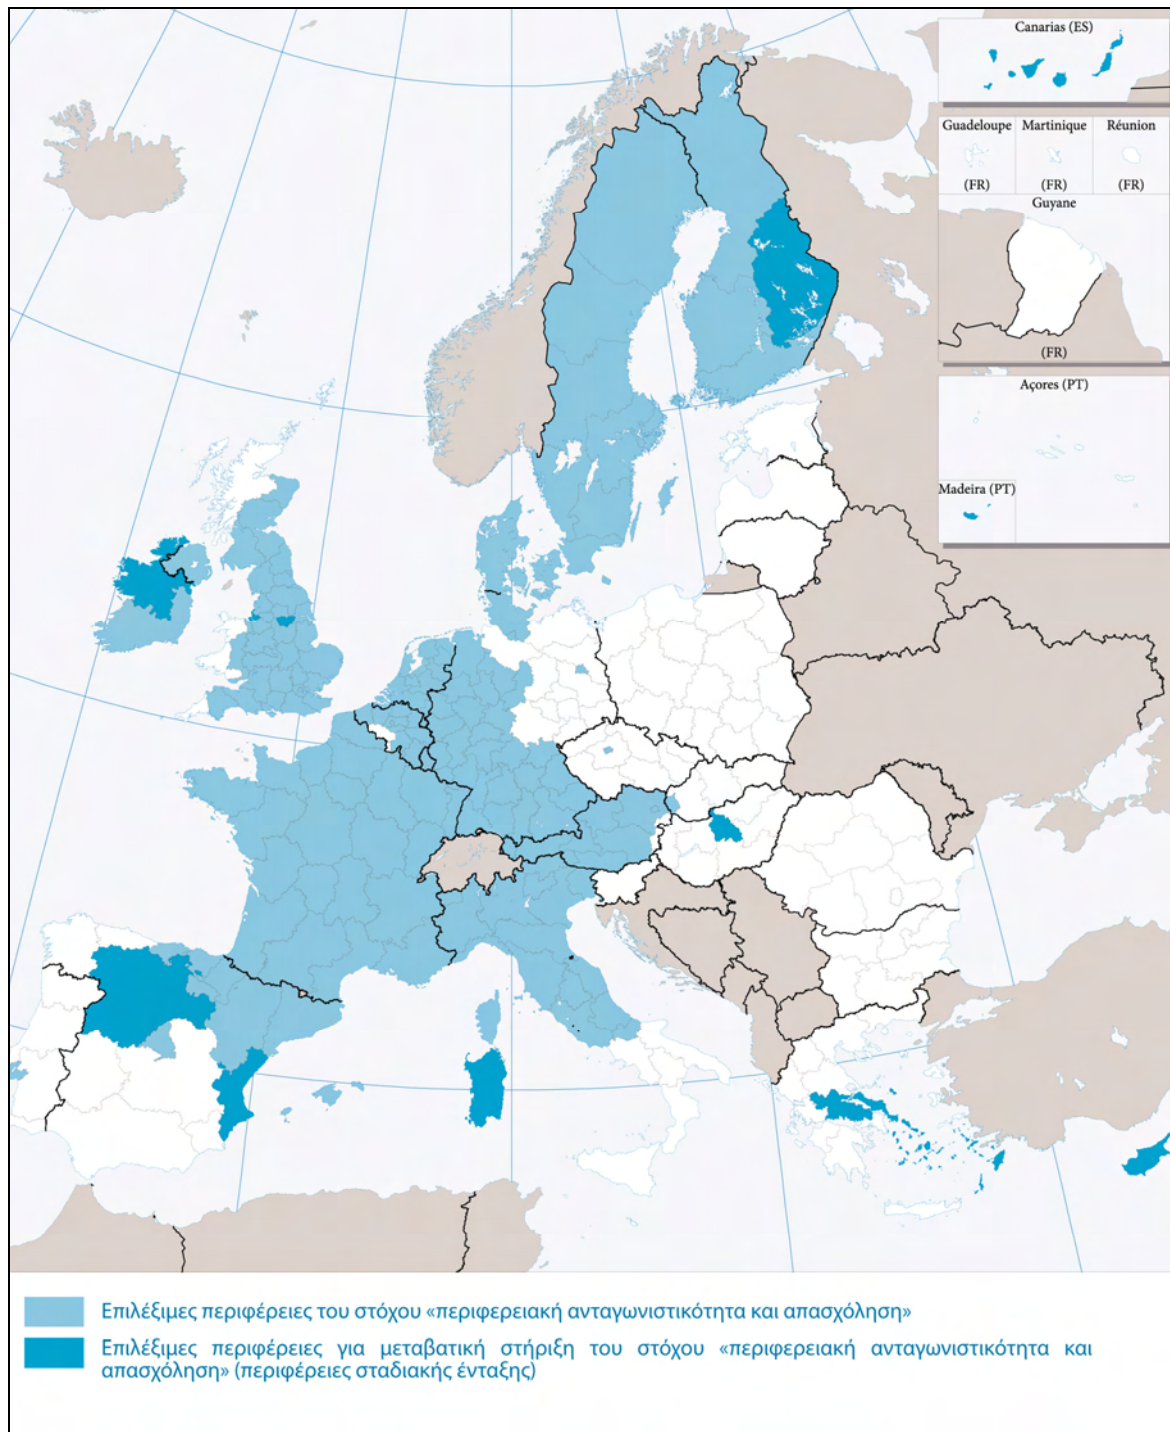 Canarias (ES)
Guadeloupe Martinique Réunion
(FR) (FR) (FR)
Guyane
(FR)
Açores (PT)
Madeira (PT)
Επιλέξιμες περιφέρειες του στόχου «περιφερειακή ανταγωνιστικότητα και απασχόληση»
Επιλέξιμες περιφέρειες για μεταβατική στήριξη του στόχου «περιφερειακή ανταγωνιστικότητα και
απασχόληση» (περιφέρειες σταδιακής ένταξης)